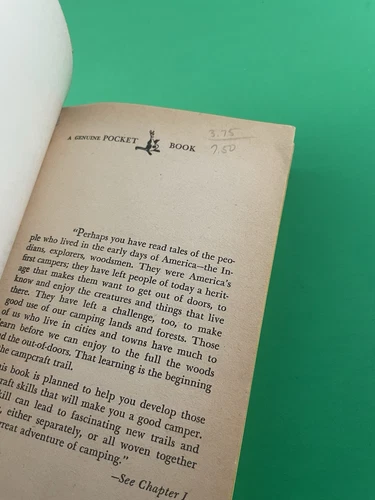 A GENUINE POCKET BOOK
3.75
7.50
"Perhaps you have read tales of the peo-
ple who lived in the early days of America—the In-
dians, explorers, woodsmen. They were America's
first campers; they have left people of today a herit-
age that makes them want to get out of doors, to
know and enjoy the creatures and things that live
there. They have left a challenge, too, to make
good use of our camping lands and forests. Those
of us who live in cities and towns have much to
learn before we can enjoy to the full the woods
and the out-of-doors. That learning is the beginning
the campcraft trail.
his book is planned to help you develop those
raft skills that will make you a good camper.
kill can lead to fascinating new trails and
, either separately, or all woven together
reat adventure of camping."
—See Chapter I